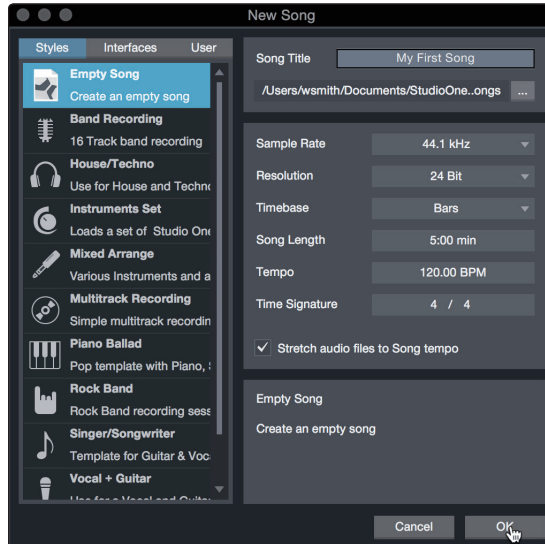 New Song
Styles Interfaces User
Empty Song
Create an empty song
Band Recording
16 Track band recording
House/Techno
Use for House and Techno
Instruments Set
Loads a set of Studio One
Mixed Arrange
Various Instruments and a
Multitrack Recording
Simple multitrack recordin
Piano Ballad
Pop template with Piano,
Rock Band
Rock Band recording sess
Singer/Songwriter
Template for Guitar & Voc
Vocal + Guitar
Song Title My First Song
/Users/wsmith/Documents/StudioOne..ongs ...
Sample Rate 44.1 kHz
Resolution 24 Bit
Timebase Bars
Song Length 5:00 min
Tempo 120.00 BPM
Time Signature 4 / 4
Stretch audio files to Song tempo
Empty Song
Create an empty song
Cancel OK